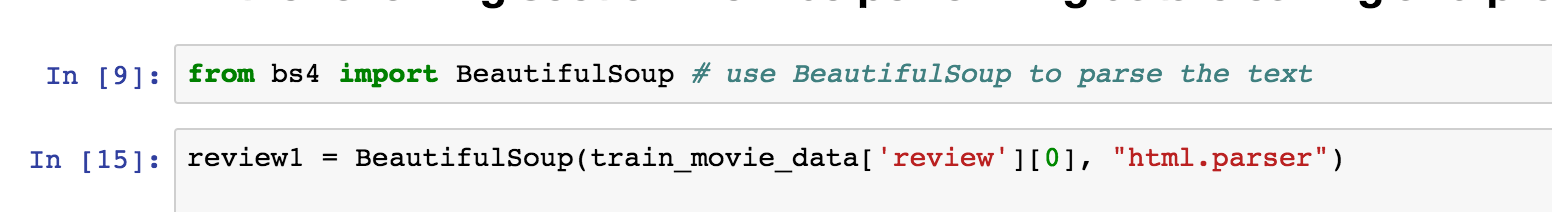 In [9]: from bs4 import BeautifulSoup # use BeautifulSoup to parse the text
In [15]: review1 = BeautifulSoup(train_movie_data['review'][0], "html.parser")